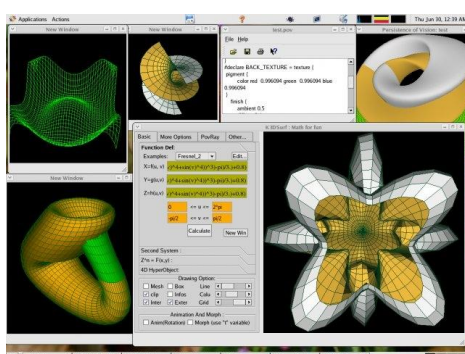 Applications Actions
Thu Jun 30, 12:39 AM
New Window
New Window
test.pov
Persistence of Vision: test
File Help
#declare BACK_TEXTURE = texture {
pigment {
color red 0.996094 green 0.996094 blue
0.996094
}
finish {
ambient 0.5
New Window
K3DSurf : Math for fun
Basic More Options PovRay Other...
Function Def:
Examples: Fresnel_2 Edit...
X=f(u, v)
Y=g(u,v)
Z=h(u,v)
0 <= u <= 2*pi
-pi/2 <= v <= pi/2
Calculate New Win
Second System :
Z^n = F(x,y) :
4D HyperObject:
Drawing Option:
Mesh Box Line
clip Infos Colu
Inter Exter Grid
Animation And Morph
Anim(Rotation) Morph (use "t" variable)